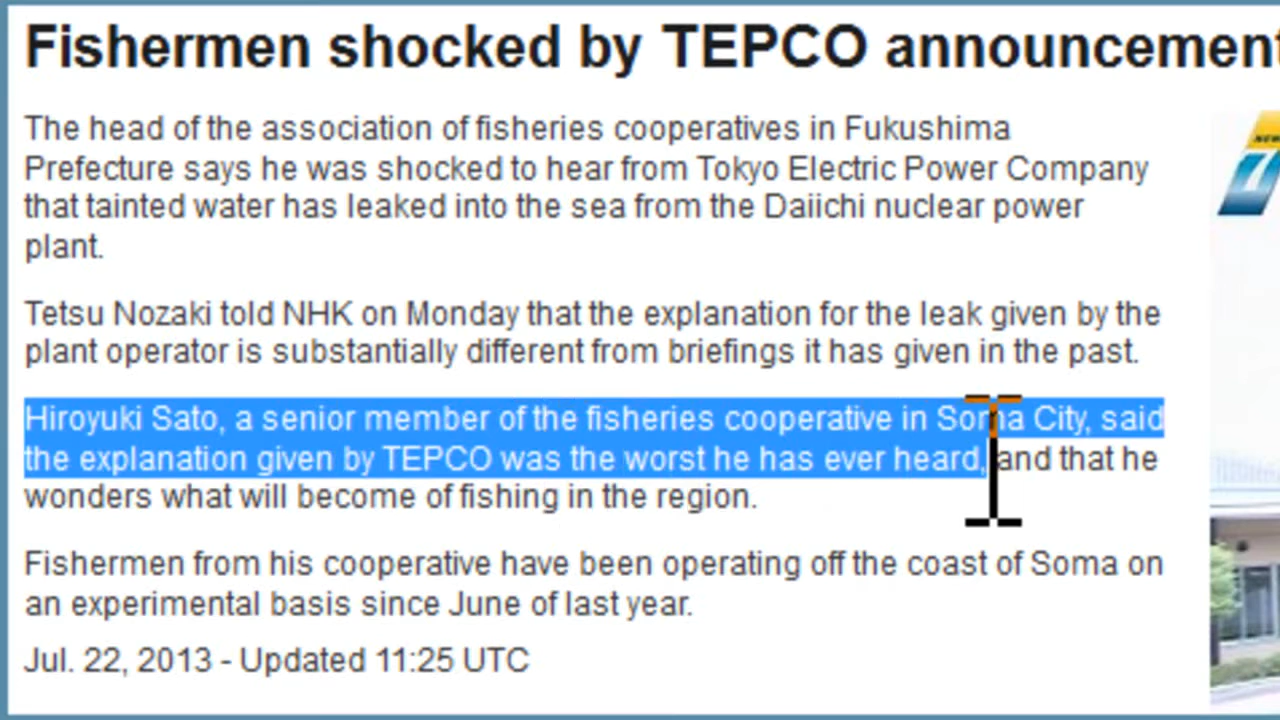 Fishermen shocked by TEPCO announcement
The head of the association of fisheries cooperatives in Fukushima
Prefecture says he was shocked to hear from Tokyo Electric Power Company
that tainted water has leaked into the sea from the Daiichi nuclear power
plant.
Tetsu Nozaki told NHK on Monday that the explanation for the leak given by the
plant operator is substantially different from briefings it has given in the past.
Hiroyuki Sato, a senior member of the fisheries cooperative in Soma City, said
the explanation given by TEPCO was the worst he has ever heard, and that he
wonders what will become of fishing in the region.
Fishermen from his cooperative have been operating off the coast of Soma on
an experimental basis since June of last year.
Jul. 22, 2013 - Updated 11:25 UTC
7